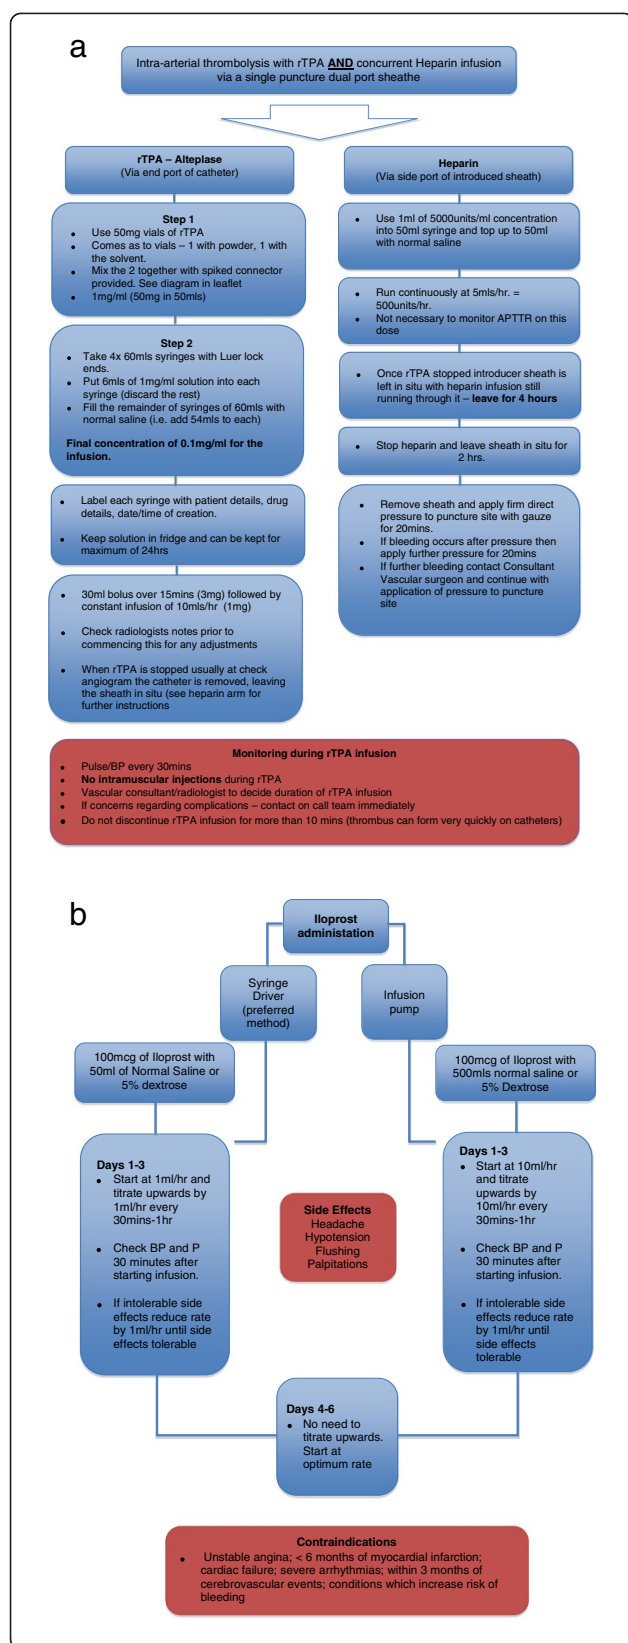 a
Intra-arterial thrombolysis with rTPA AND concurrent Heparin infusion
via a single puncture dual port sheathe
rTPA – Alteplase
(Via end port of catheter)
Step 1
• Use 50mg vials of rTPA
• Comes as to vials – 1 with powder, 1 with
the solvent.
• Mix the 2 together with spiked connector
provided. See diagram in leaflet
• 1mg/ml (50mg in 50mls)
Step 2
• Take 4x 60mls syringes with Luer lock
ends.
• Put 6mls of 1mg/ml solution into each
syringe (discard the rest)
• Fill the remainder of syringes of 60mls with
normal saline (i.e. add 54mls to each)
Final concentration of 0.1mg/ml for the
infusion.
• Label each syringe with patient details, drug
details, date/time of creation.
• Keep solution in fridge and can be kept for
maximum of 24hrs
• 30ml bolus over 15mins (3mg) followed by
constant infusion of 10mls/hr (1mg)
• Check radiologists notes prior to
commencing this for any adjustments
• When rTPA is stopped usually at check
angiogram the catheter is removed, leaving
the sheath in situ (see heparin arm for
further instructions
Heparin
(Via side port of introduced sheath)
• Use 1ml of 5000units/ml concentration
into 50ml syringe and top up to 50ml
with normal saline
• Run continuously at 5mls/hr. =
500units/hr.
• Not necessary to monitor APTTR on this
dose
• Once rTPA stopped introducer sheath is
left in situ with heparin infusion still
running through it – leave for 4 hours
• Stop heparin and leave sheath in situ for
2 hrs.
• Remove sheath and apply firm direct
pressure to puncture site with gauze
for 20mins.
• If bleeding occurs after pressure then
apply further pressure for 20mins
• If further bleeding contact Consultant
Vascular surgeon and continue with
application of pressure to puncture
site
Monitoring during rTPA infusion
• Pulse/BP every 30mins
• No intramuscular injections during rTPA
• Vascular consultant/radiologist to decide duration of rTPA infusion
• If concerns regarding complications – contact on call team immediately
• Do not discontinue rTPA infusion for more than 10 mins (thrombus can form very quickly on catheters)
b
Iloprost
administation
Syringe
Driver
(preferred
method)
Infusion
pump
100mcg of Iloprost with
50ml of Normal Saline or
5% dextrose
100mcg of Iloprost with
500mls normal saline or
5% Dextrose
Days 1-3
• Start at 1ml/hr and
titrate upwards by
1ml/hr every
30mins-1hr
• Check BP and P
30 minutes after
starting infusion.
• If intolerable side
effects reduce rate
by 1ml/hr until side
effects tolerable
Side Effects
Headache
Hypotension
Flushing
Palpitations
Days 1-3
• Start at 10ml/hr
and titrate
upwards by
10ml/hr every
30mins-1hr
• Check BP and P
30 minutes after
starting infusion.
• If intolerable side
effects reduce rate
by 1ml/hr until
side effects
tolerable
Days 4-6
• No need to
titrate upwards.
Start at
optimum rate
Contraindications
• Unstable angina; < 6 months of myocardial infarction;
cardiac failure; severe arrhythmias; within 3 months of
cerebrovascular events; conditions which increase risk of
bleeding